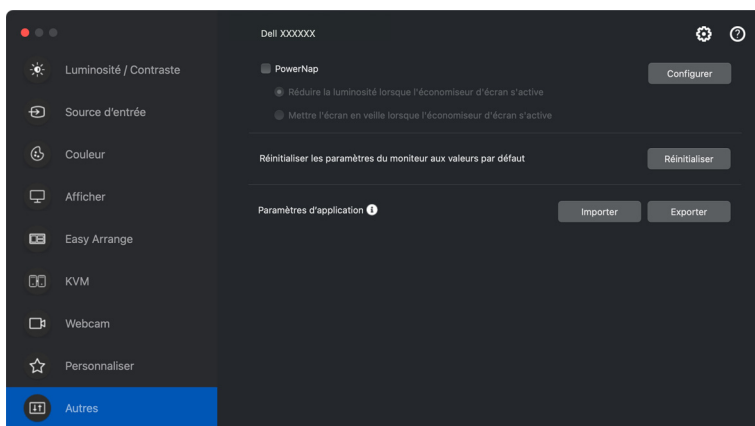 Dell XXXXXX
Luminosité / Contraste
Source d'entrée
Couleur
Afficher
Easy Arrange
KVM
Webcam
Personnaliser
Autres
PowerNap
Configurer
Réduire la luminosité lorsque l'économiseur d'écran s'active
Mettre l'écran en veille lorsque l'économiseur d'écran s'active
Réinitialiser les paramètres du moniteur aux valeurs par défaut
Réinitialiser
Paramètres d'application
Importer
Exporter